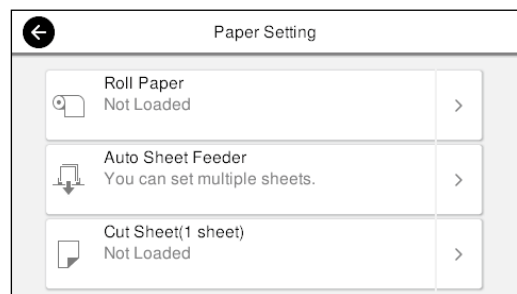 Paper Setting
Roll Paper
Not Loaded
Auto Sheet Feeder
You can set multiple sheets.
Cut Sheet(1 sheet)
Not Loaded